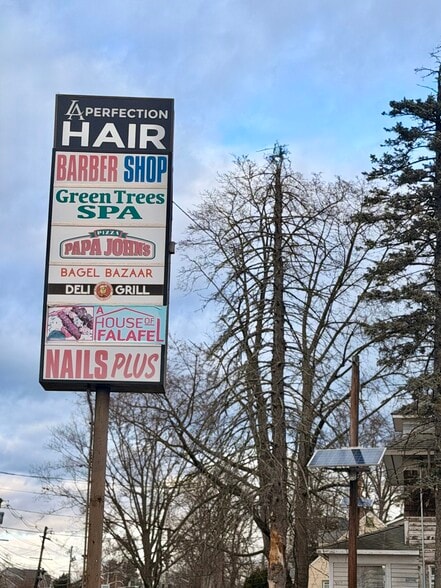 LA PERFECTION
HAIR
BARBER SHOP
GREEN TREES
SPA
PIZZA
PAPA JOHNS
BAGEL BAZAAR
DELI GRILL
A
HOUSE OF
FALAFEL
NAILS PLUS